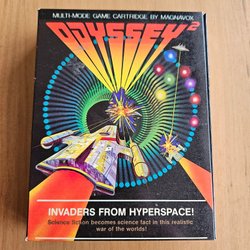 MULTI-MODE GAME CARTRIDGE BY MAGNAVOX
ODYSSEY²
INVADERS FROM HYPERSPACE!
Science fiction becomes science fact in this realistic
war of the worlds!